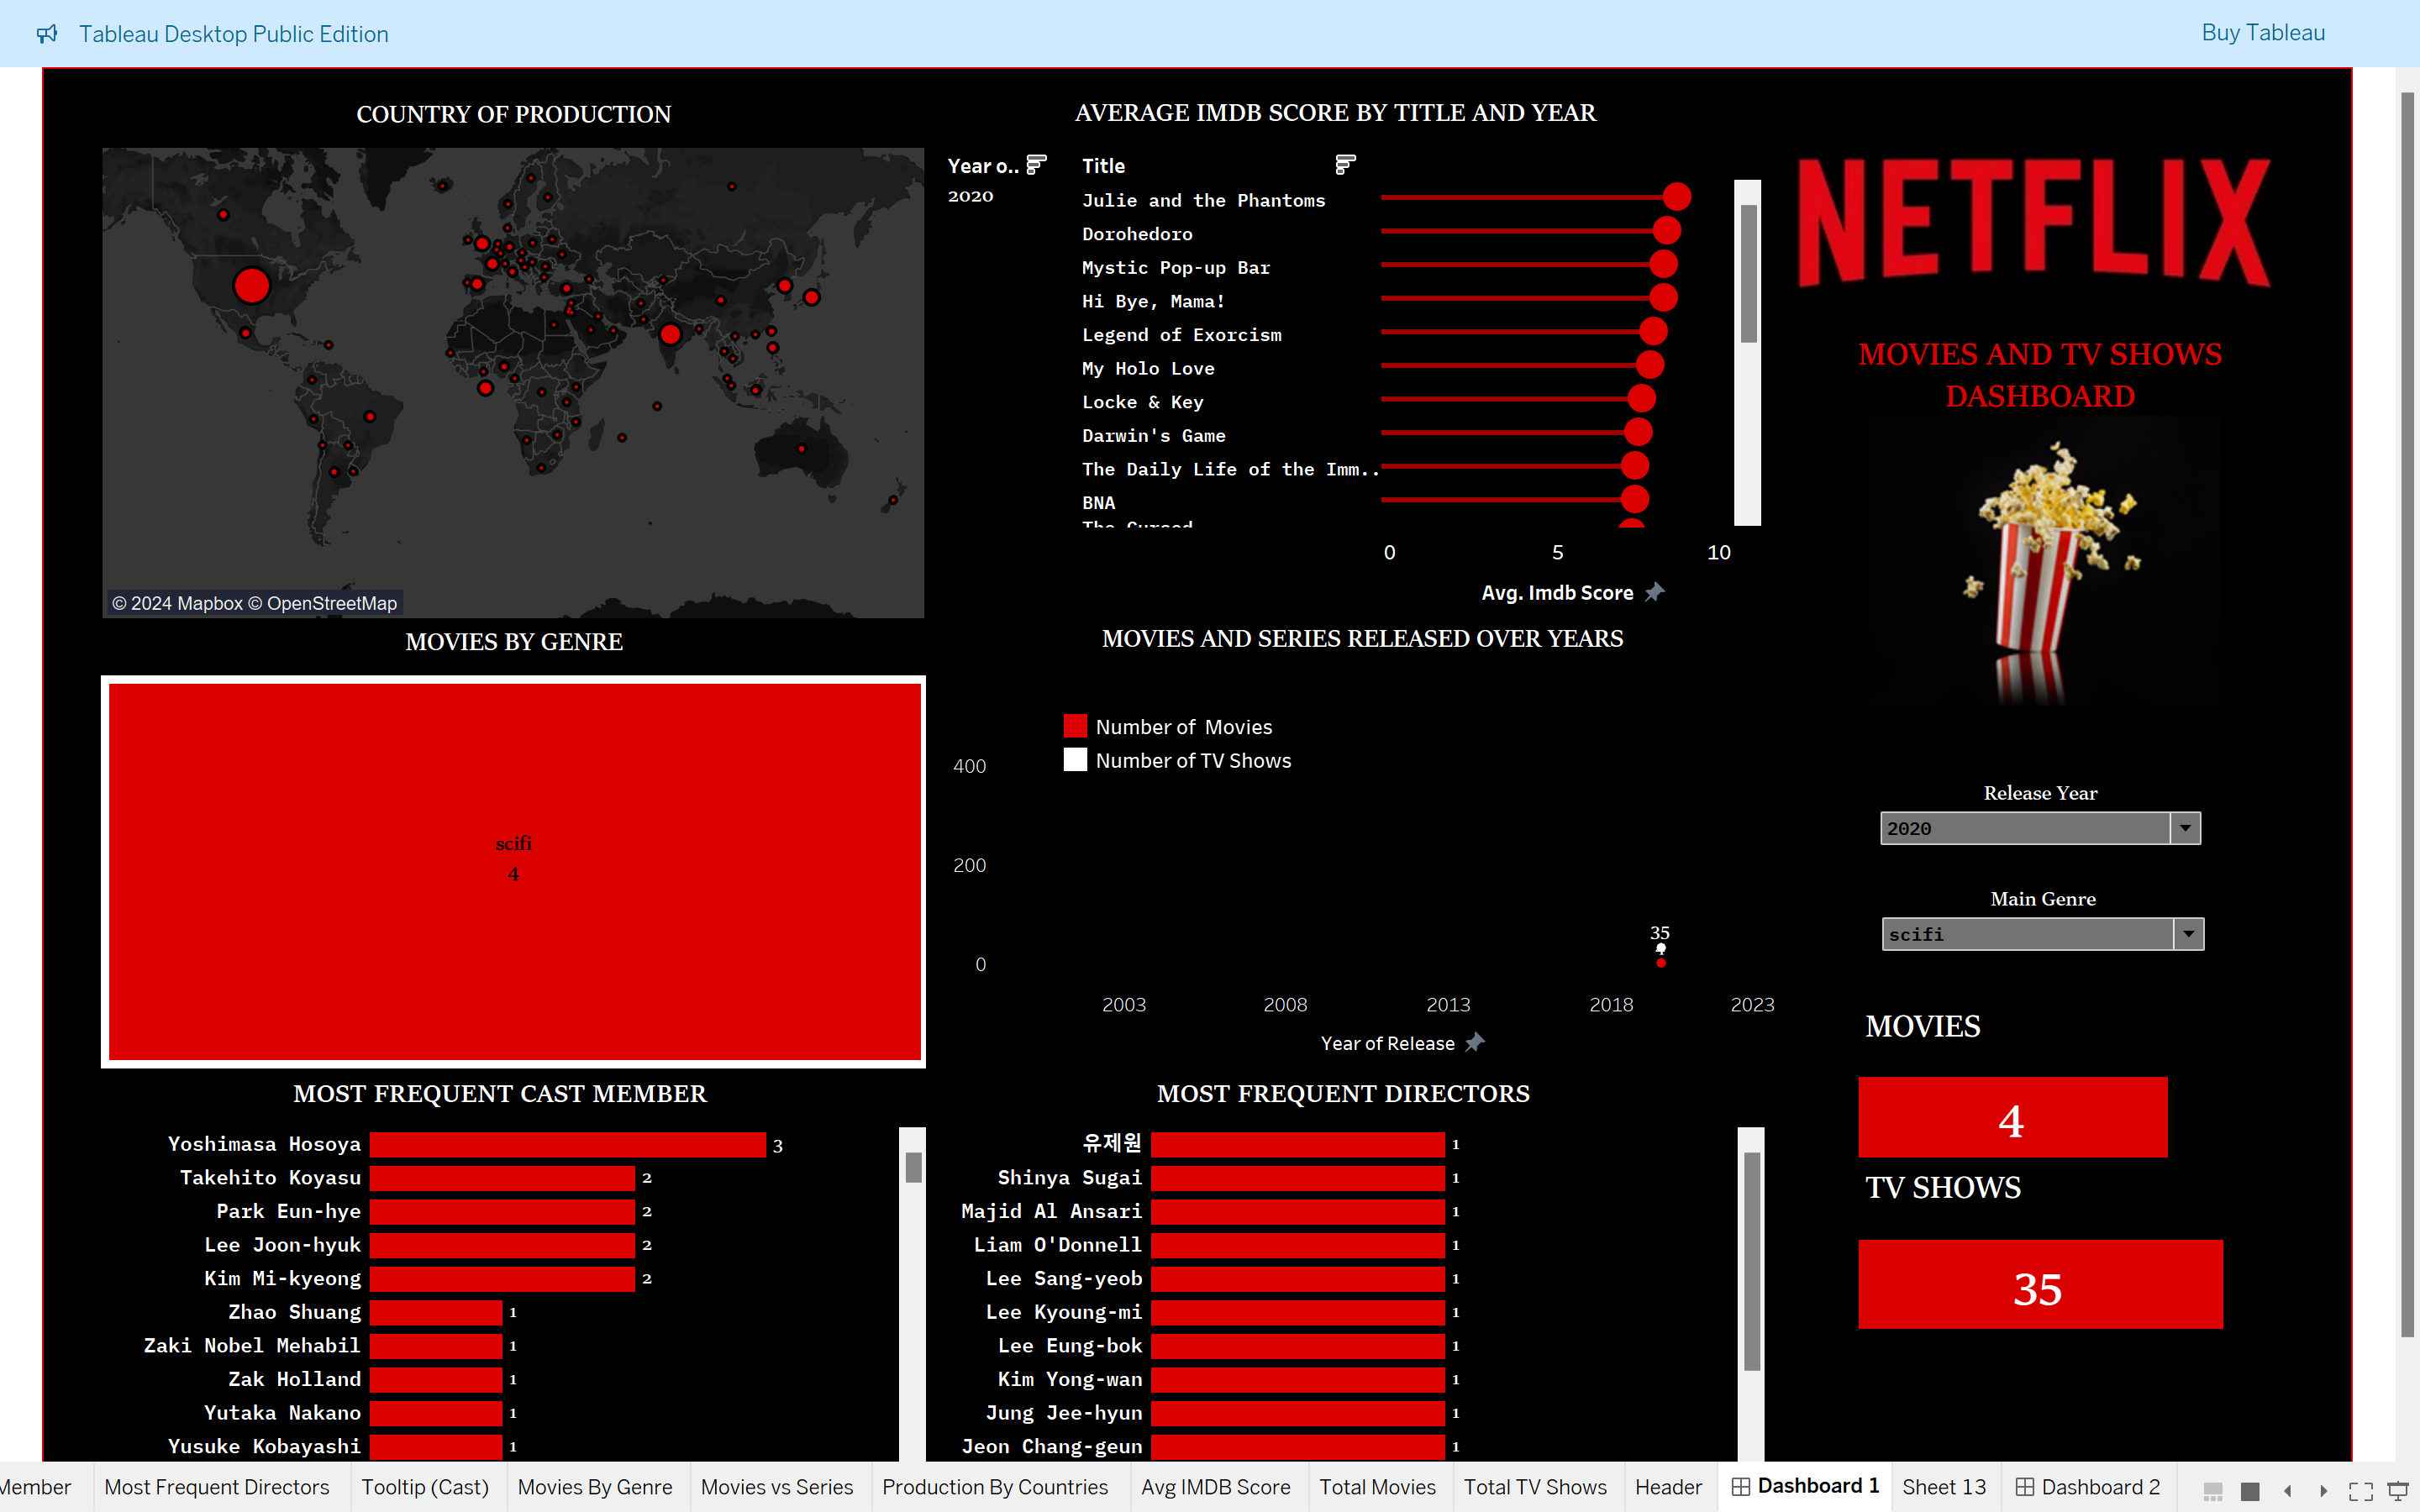 Tableau Desktop Public Edition
Buy Tableau
COUNTRY OF PRODUCTION
© 2024 Mapbox © OpenStreetMap
AVERAGE IMDB SCORE BY TITLE AND YEAR
Year o..
Title
2020
Julie and the Phantoms
Dorohedoro
Mystic Pop-up Bar
Hi Bye, Mama!
Legend of Exorcism
My Holo Love
Locke & Key
Darwin's Game
The Daily Life of the Imm..
BNA
The Cursed
0 5 10
Avg. Imdb Score
NETFLIX
MOVIES AND TV SHOWS
DASHBOARD
MOVIES BY GENRE
scifi
4
MOVIES AND SERIES RELEASED OVER YEARS
Number of Movies
Number of TV Shows
400
200
0
35
2003 2008 2013 2018 2023
Year of Release
Release Year
2020
Main Genre
scifi
MOVIES
4
TV SHOWS
35
MOST FREQUENT CAST MEMBER
Yoshimasa Hosoya 3
Takehito Koyasu 2
Park Eun-hye 2
Lee Joon-hyuk 2
Kim Mi-kyeong 2
Zhao Shuang 1
Zaki Nobel Mehabil 1
Zak Holland 1
Yutaka Nakano 1
Yusuke Kobayashi 1
MOST FREQUENT DIRECTORS
유제원 1
Shinya Sugai 1
Majid Al Ansari 1
Liam O'Donnell 1
Lee Sang-yeob 1
Lee Kyoung-mi 1
Lee Eung-bok 1
Kim Yong-wan 1
Jung Jee-hyun 1
Jeon Chang-geun 1
Member
Most Frequent Directors
Tooltip (Cast)
Movies By Genre
Movies vs Series
Production By Countries
Avg IMDB Score
Total Movies
Total TV Shows
Header
Dashboard 1
Sheet 13
Dashboard 2